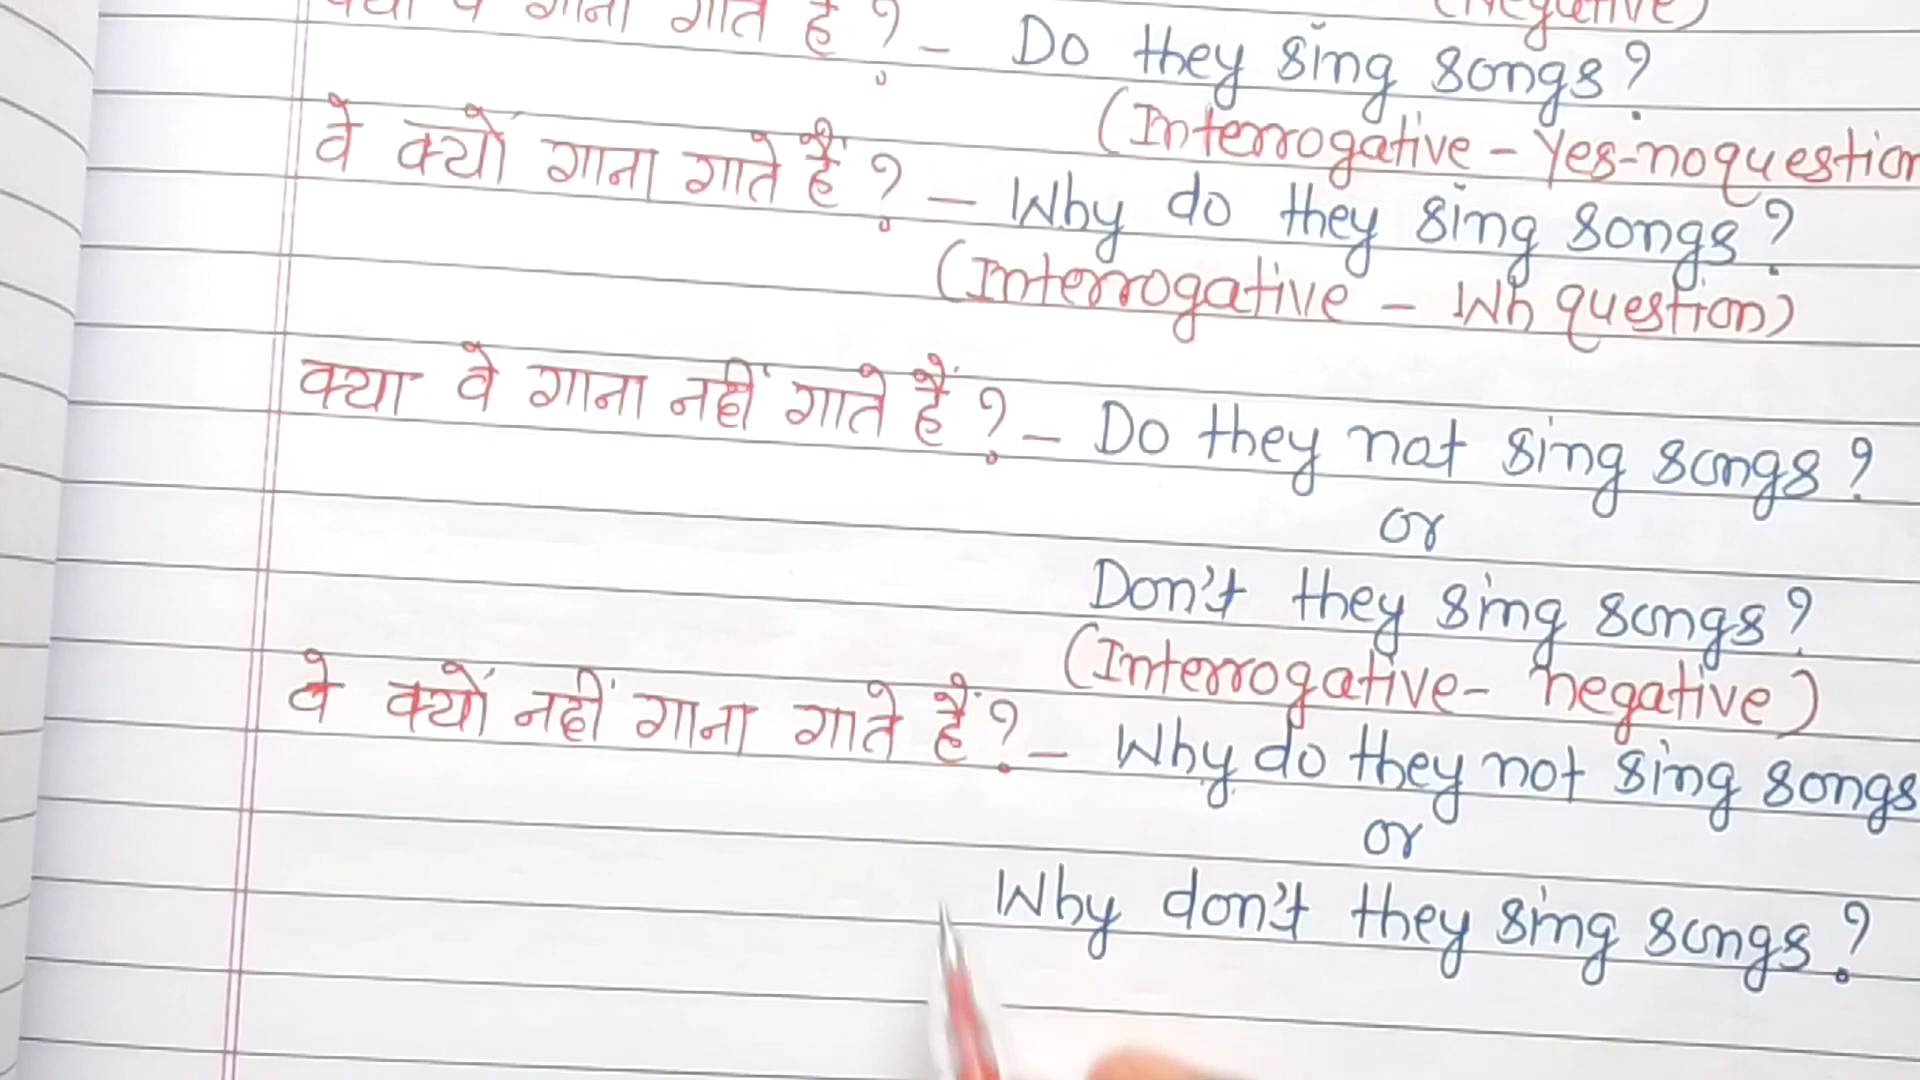 क्या वे गाना गाते हैं? - Do they sing songs?
(Negative)
(Interrogative - Yes-noquestion
वे क्यों गाना गाते हैं? - Why do they sing songs?
(Interrogative - Wh question)
क्या वे गाना नहीं गाते हैं? - Do they not sing songs?
or
Don't they sing songs?
(Interrogative- negative)
वे क्यों नहीं गाना गाते हैं? - Why do they not sing songs
or
Why don't they sing songs?